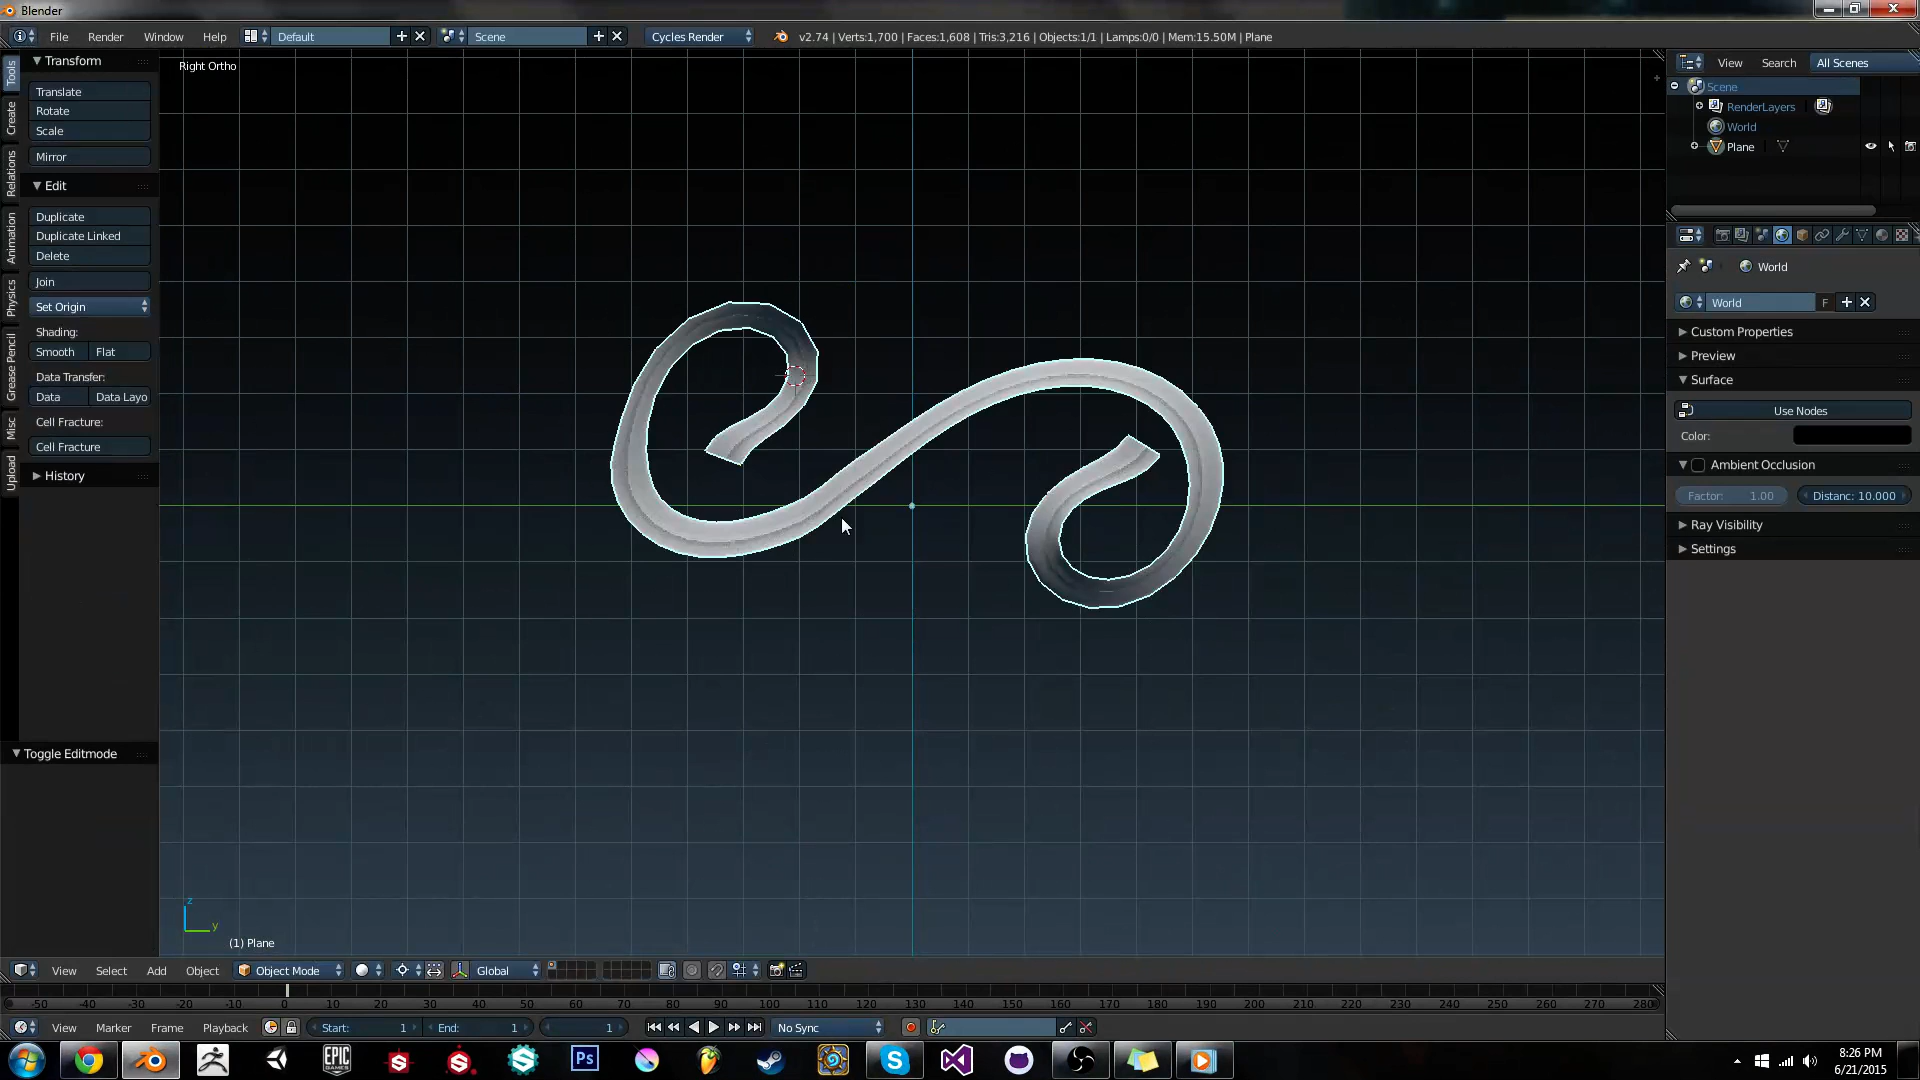 Blender
File Render Window Help Default Scene Cycles Render v2.74 | Verts:1,700 | Faces:1,608 | Tris:3,216 | Objects:1/1 | Lamps:0/0 | Mem:15.50M | Plane
Tools
Create
Relations
Animation
Physics
Grease Pencil
Misc
Upload
Transform
Translate
Rotate
Scale
Mirror
Edit
Duplicate
Duplicate Linked
Delete
Join
Set Origin
Shading:
Smooth Flat
Data Transfer:
Data Data Layo
Cell Fracture:
Cell Fracture
History
Toggle Editmode
Right Ortho
z
y
(1) Plane
View Search All Scenes
Scene
RenderLayers
World
Plane
World
World F
Custom Properties
Preview
Surface
Use Nodes
Color:
Ambient Occlusion
Factor: 1.00 Distanc: 10.000
Ray Visibility
Settings
View Select Add Object Object Mode Global
-50 -40 -30 -20 -10 0 10 20 30 40 50 60 70 80 90 100 110 120 130 140 150 160 170 180 190 200 210 220 230 240 250 260 270 280
View Marker Frame Playback Start: 1 End: 1 1 No Sync
EPIC GAMES
Ps
8:26 PM
6/21/2015